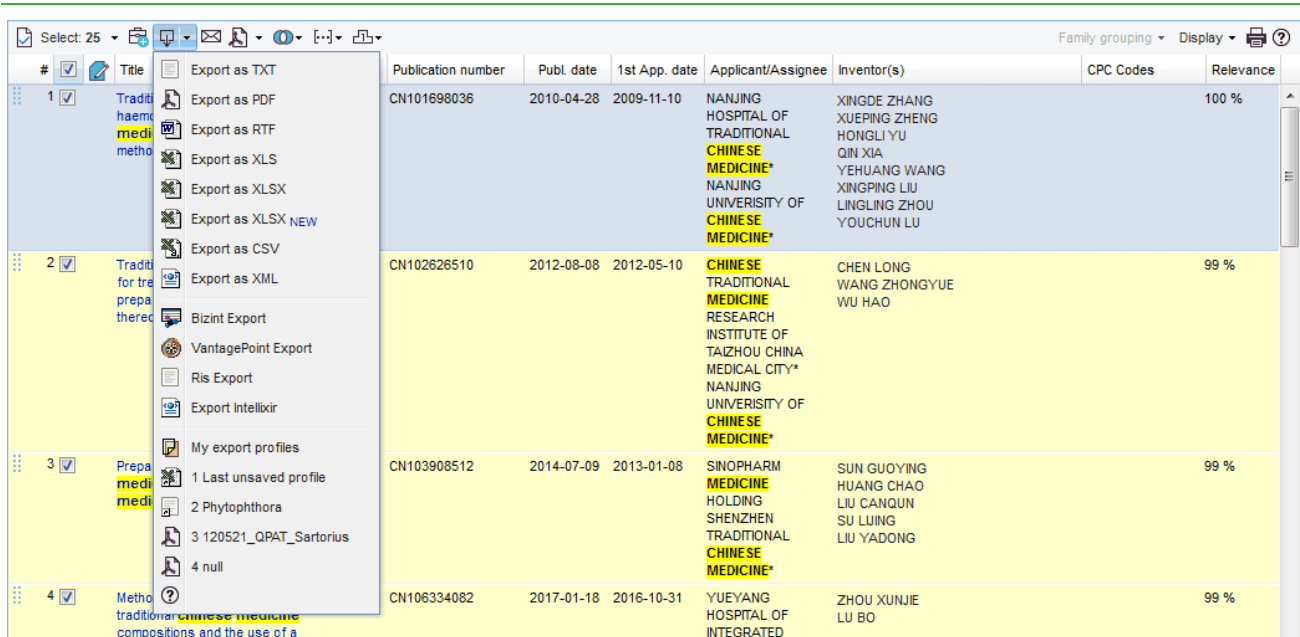 Select: 25
Family grouping
Display
#
Title
Publication number
Publ. date
1st App. date
Applicant/Assignee
Inventor(s)
CPC Codes
Relevance
Export as TXT
Export as PDF
Export as RTF
Export as XLS
Export as XLSX
Export as XLSX NEW
Export as CSV
Export as XML
Bizint Export
VantagePoint Export
Ris Export
Export Intellixir
My export profiles
1 Last unsaved profile
2 Phytophthora
3 120521_QPAT_Sartorius
4 null
1
Traditi
haemo
medi
metho
CN101698036
2010-04-28
2009-11-10
NANJING
HOSPITAL OF
TRADITIONAL
CHINESE
MEDICINE*
NANJING
UNIVERISITY OF
CHINESE
MEDICINE*
XINGDE ZHANG
XUEPING ZHENG
HONGLI YU
QIN XIA
YEHUANG WANG
XINGPING LIU
LINGLING ZHOU
YOUCHUN LU
100 %
2
Traditi
for tre
prepa
thereo
CN102626510
2012-08-08
2012-05-10
CHINESE
TRADITIONAL
MEDICINE
RESEARCH
INSTITUTE OF
TAIZHOU CHINA
MEDICAL CITY*
NANJING
UNIVERISITY OF
CHINESE
MEDICINE*
CHEN LONG
WANG ZHONGYUE
WU HAO
99 %
3
Prepa
medi
medi
CN103908512
2014-07-09
2013-01-08
SINOPHARM
MEDICINE
HOLDING
SHENZHEN
TRADITIONAL
CHINESE
MEDICINE*
SUN GUOYING
HUANG CHAO
LIU CANQUN
SU LIJING
LIU YADONG
99 %
4
Metho
traditional chinese medicine
compositions and the use of a
CN106334082
2017-01-18
2016-10-31
YUEYANG
HOSPITAL OF
INTEGRATED
ZHOU XUNJIE
LU BO
99 %